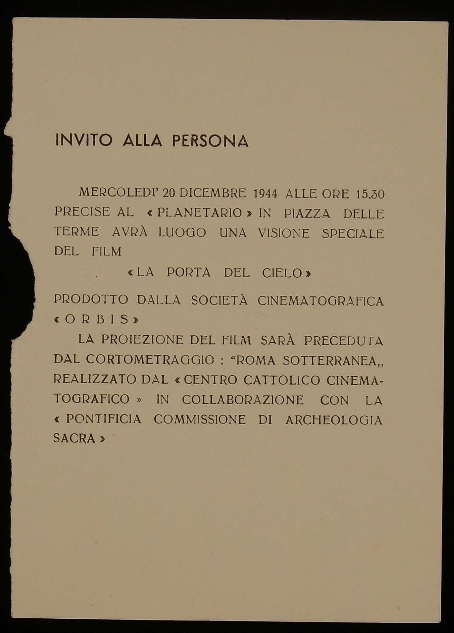 INVITO ALLA PERSONA
MERCOLEDI' 20 DICEMBRE 1944 ALLE ORE 15.30
PRECISE AL « PLANETARIO » IN PIAZZA DELLE
TERME AVRÀ LUOGO UNA VISIONE SPECIALE
DEL FILM
« LA PORTA DEL CIELO »
PRODOTTO DALLA SOCIETÀ CINEMATOGRAFICA
« O R B I S »
LA PROIEZIONE DEL FILM SARÀ PRECEDUTA
DAL CORTOMETRAGGIO : "ROMA SOTTERRANEA,,
REALIZZATO DAL « CENTRO CATTOLICO CINEMA-
TOGRAFICO » IN COLLABORAZIONE CON LA
« PONTIFICIA COMMISSIONE DI ARCHEOLOGIA
SACRA »